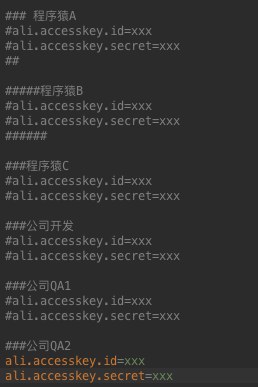 ### 程序猿A
#ali.accesskey.id=xxx
#ali.accesskey.secret=xxx
##
#####程序猿B
#ali.accesskey.id=xxx
#ali.accesskey.secret=xxx
######
###程序猿C
#ali.accesskey.id=xxx
#ali.accesskey.secret=xxx
###公司开发
#ali.accesskey.id=xxx
#ali.accesskey.secret=xxx
###公司QA1
#ali.accesskey.id=xxx
#ali.accesskey.secret=xxx
###公司QA2
ali.accesskey.id=xxx
ali.accesskey.secret=xxx